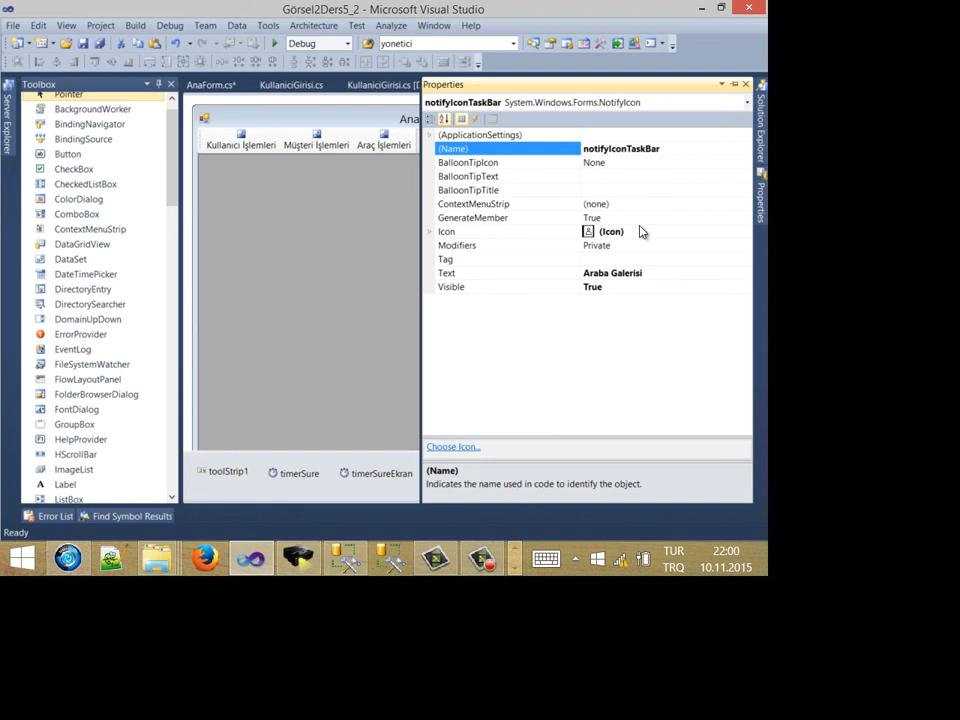 Görsel2Ders5_2 - Microsoft Visual Studio
File Edit View Project Build Debug Team Data Tools Architecture Test Analyze Window Help
Debug yonetici
Toolbox
AnaForm.cs* KullaniciGirisi.cs KullaniciGirisi.cs [D
Properties
Server Explorer
Solution Explorer
Properties
Pointer
BackgroundWorker
BindingNavigator
BindingSource
Button
CheckBox
CheckedListBox
ColorDialog
ComboBox
ContextMenuStrip
DataGridView
DataSet
DateTimePicker
DirectoryEntry
DirectorySearcher
DomainUpDown
ErrorProvider
EventLog
FileSystemWatcher
FlowLayoutPanel
FolderBrowserDialog
FontDialog
GroupBox
HelpProvider
HScrollBar
ImageList
Label
ListBox
Ana
Kullanıcı İşlemleri Müşteri İşlemleri Araç İşlemleri
toolStrip1 timerSure timerSureEkran
notifyIconTaskBar System.Windows.Forms.NotifyIcon
(ApplicationSettings)
(Name) notifyIconTaskBar
BalloonTipIcon None
BalloonTipText
BalloonTipTitle
ContextMenuStrip (none)
GenerateMember True
Icon (Icon)
Modifiers Private
Tag
Text Araba Galerisi
Visible True
Choose Icon...
(Name)
Indicates the name used in code to identify the object.
Error List Find Symbol Results
Ready
TUR 22:00
TRQ 10.11.2015